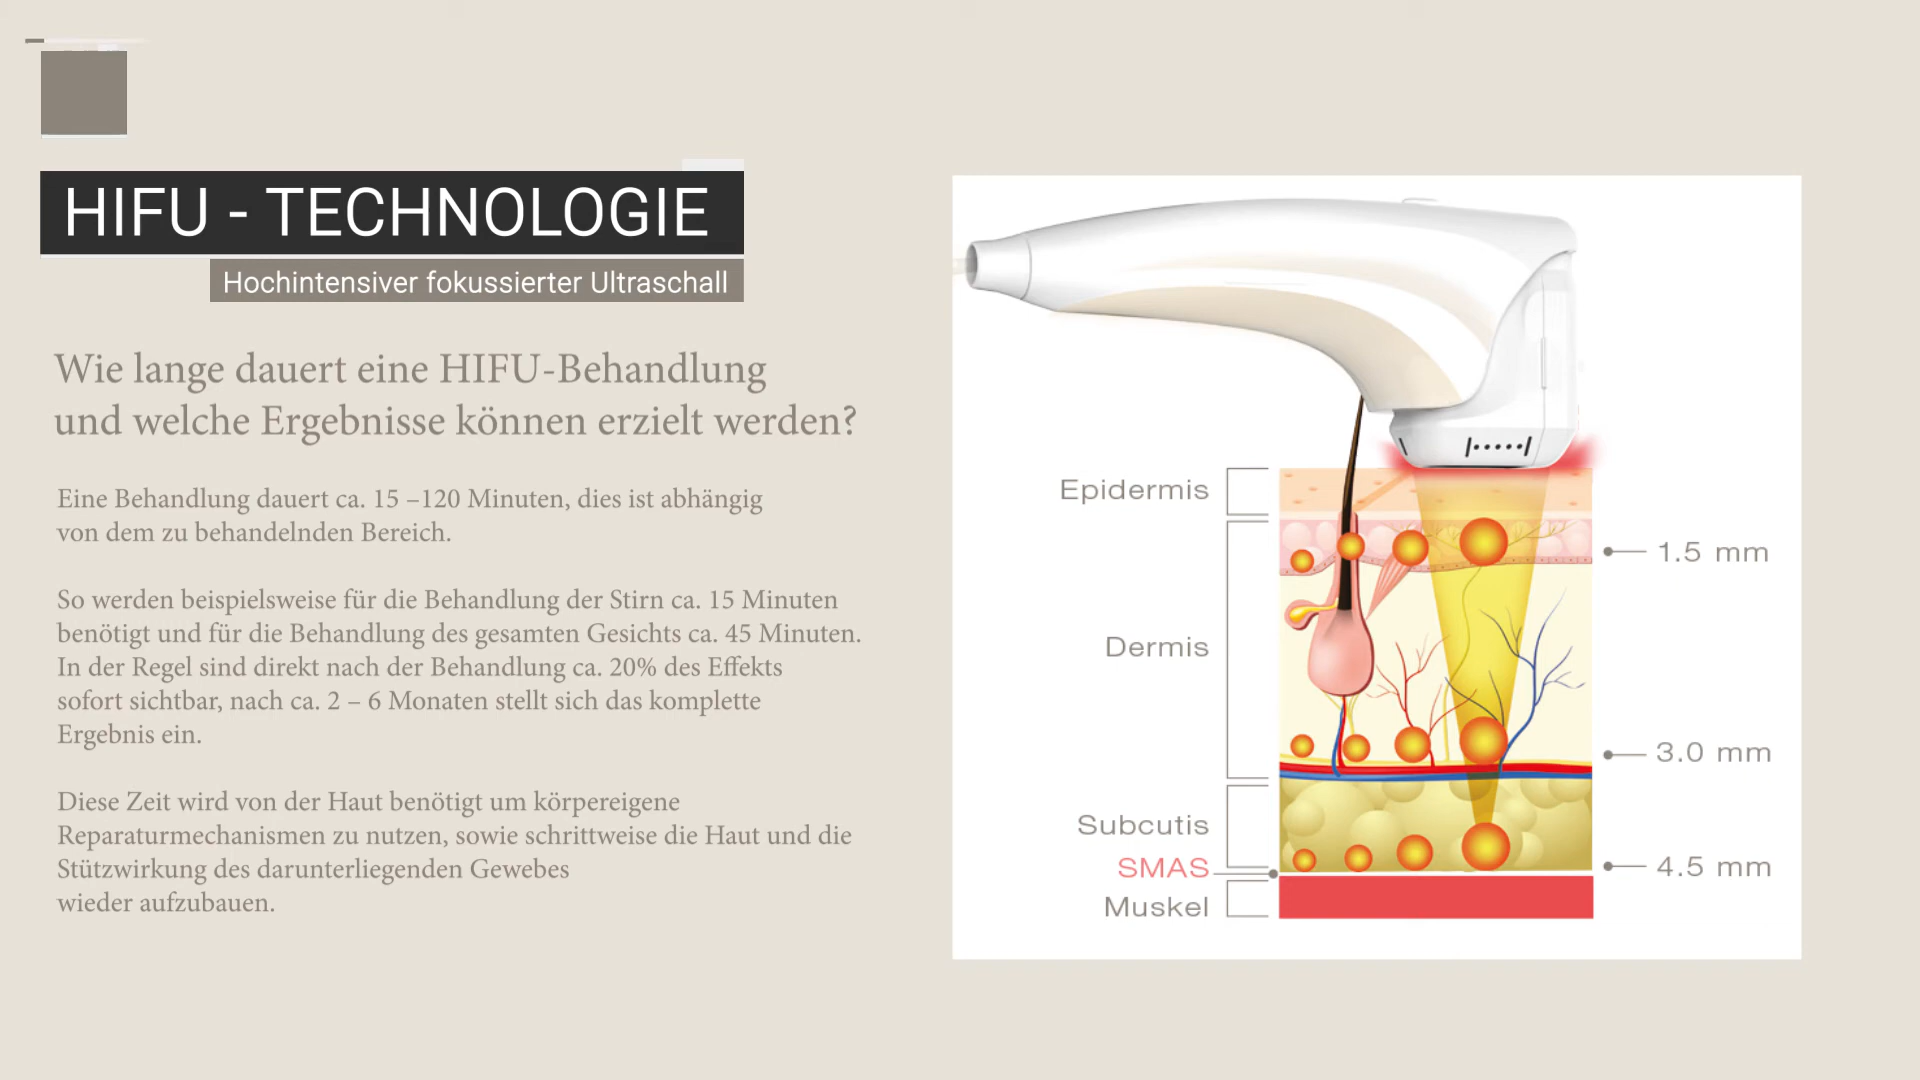 HIFU - TECHNOLOGIE
Hochintensiver fokussierter Ultraschall
Wie lange dauert eine HIFU-Behandlung
und welche Ergebnisse können erzielt werden?
Eine Behandlung dauert ca. 15 –120 Minuten, dies ist abhängig
von dem zu behandelnden Bereich.
So werden beispielsweise für die Behandlung der Stirn ca. 15 Minuten
benötigt und für die Behandlung des gesamten Gesichts ca. 45 Minuten.
In der Regel sind direkt nach der Behandlung ca. 20% des Effekts
sofort sichtbar, nach ca. 2 – 6 Monaten stellt sich das komplette
Ergebnis ein.
Diese Zeit wird von der Haut benötigt um körpereigene
Reparaturmechanismen zu nutzen, sowie schrittweise die Haut und die
Stützwirkung des darunterliegenden Gewebes
wieder aufzubauen.
Epidermis
1.5 mm
Dermis
3.0 mm
Subcutis
SMAS
4.5 mm
Muskel